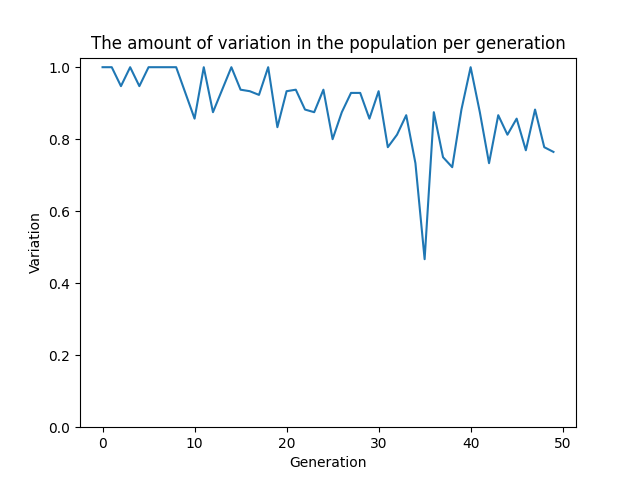 The amount of variation in the population per generation
1.0
0.8
0.6
0.4
0.2
0.0
Variation
0 10 20 30 40 50
Generation